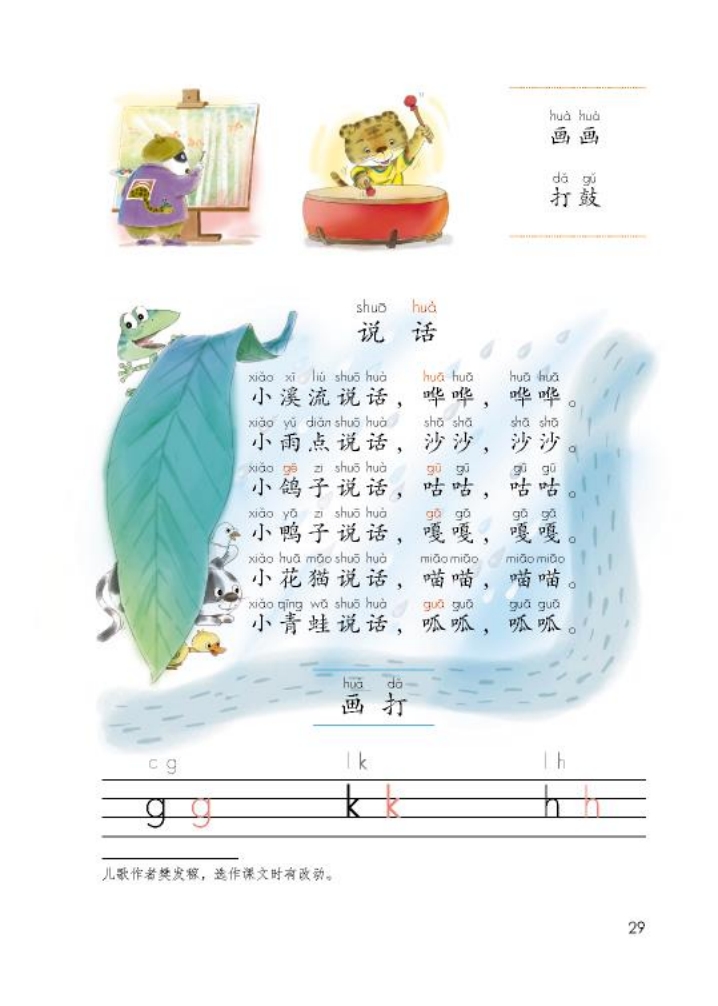 huà huà
画画
dǎ gǔ
打鼓
shuō huà
说话
xiǎo xī liú shuō huà huā huā huā huā
小溪流说话，哗哗，哗哗。
xiǎo yǔ diǎn shuō huà shā shā shā shā
小雨点说话，沙沙，沙沙。
xiǎo gē zi shuō huà gū gū gū gū
小鸽子说话，咕咕，咕咕。
xiǎo yā zi shuō huà gā gā gā gā
小鸭子说话，嘎嘎，嘎嘎。
xiǎo huā māo shuō huà miāo miāo miāo miāo
小花猫说话，喵喵，喵喵。
xiǎo qīng wā shuō huà guā guā guā guā
小青蛙说话，呱呱，呱呱。
huà dǎ
画 打
c g l k l h
g g k k h h
儿歌作者樊发稼，选作课文时有改动。
29